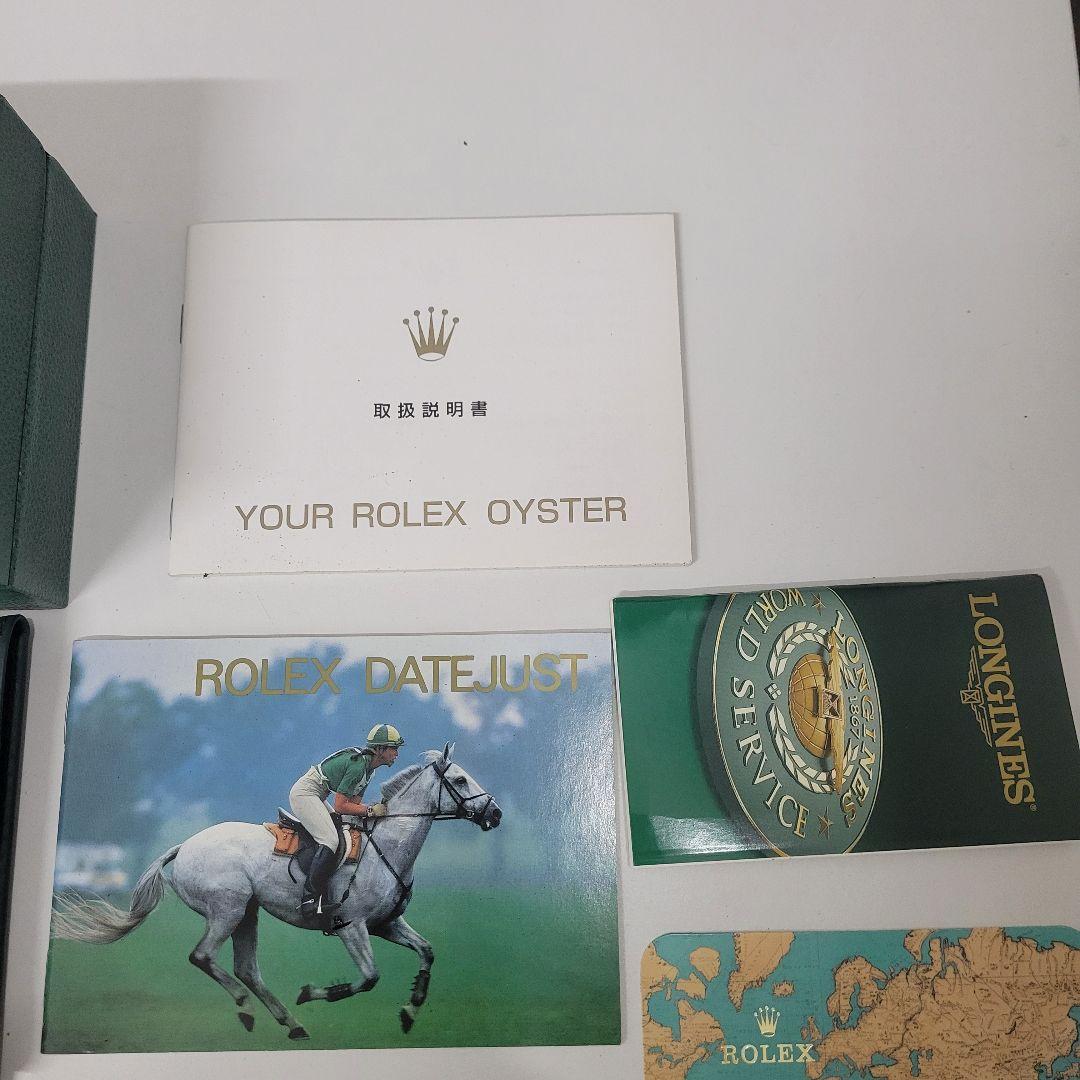 取扱説明書
YOUR ROLEX OYSTER
ROLEX DATEJUST
LONGINES
LONGINES
1867
WORLD SERVICE
ROLEX